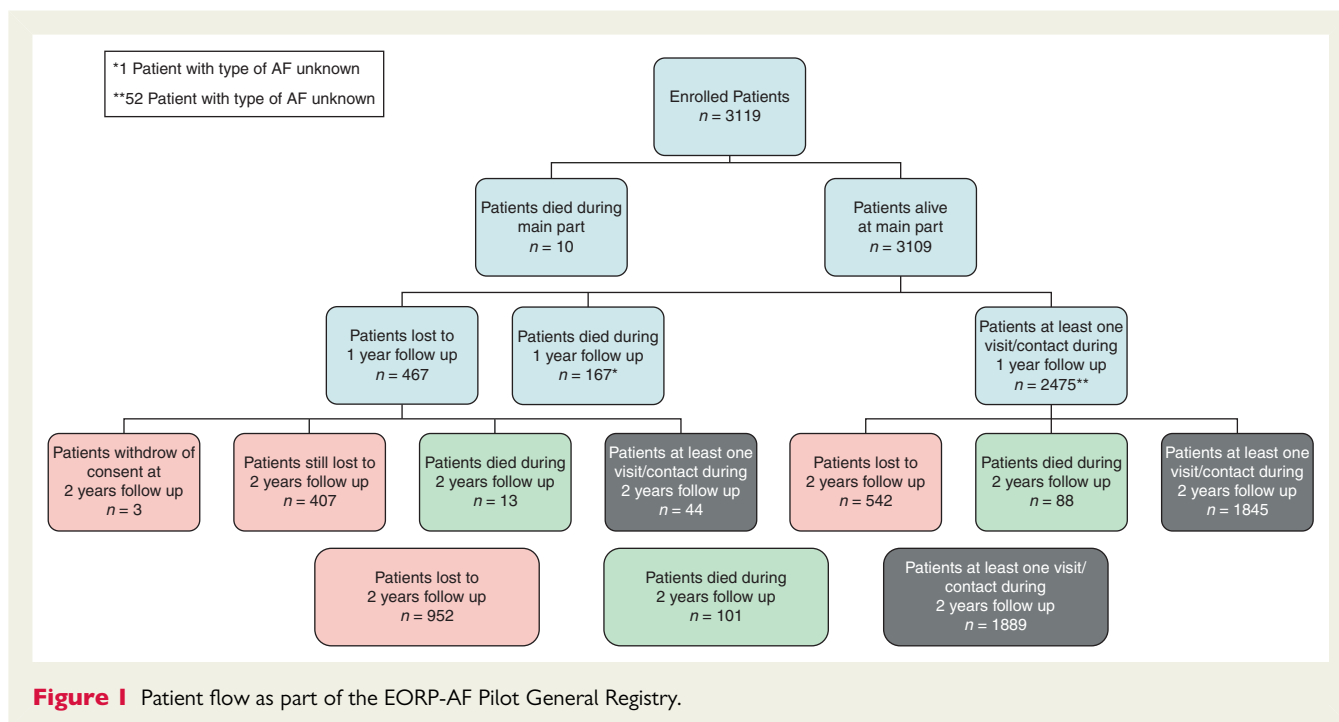 *1 Patient with type of AF unknown
**52 Patient with type of AF unknown
Enrolled Patients
n = 3119
Patients died during
main part
n = 10
Patients alive
at main part
n = 3109
Patients lost to
1 year follow up
n = 467
Patients died during
1 year follow up
n = 167*
Patients at least one
visit/contact during
1 year follow up
n = 2475**
Patients withdrow of
consent at
2 years follow up
n = 3
Patients still lost to
2 years follow up
n = 407
Patients died during
2 years follow up
n = 13
Patients at least one
visit/contact during
2 years follow up
n = 44
Patients lost to
2 years follow up
n = 542
Patients died during
2 years follow up
n = 88
Patients at least one
visit/contact during
2 years follow up
n = 1845
Patients lost to
2 years follow up
n = 952
Patients died during
2 years follow up
n = 101
Patients at least one visit/
contact during
2 years follow up
n = 1889
Figure 1 Patient flow as part of the EORP-AF Pilot General Registry.